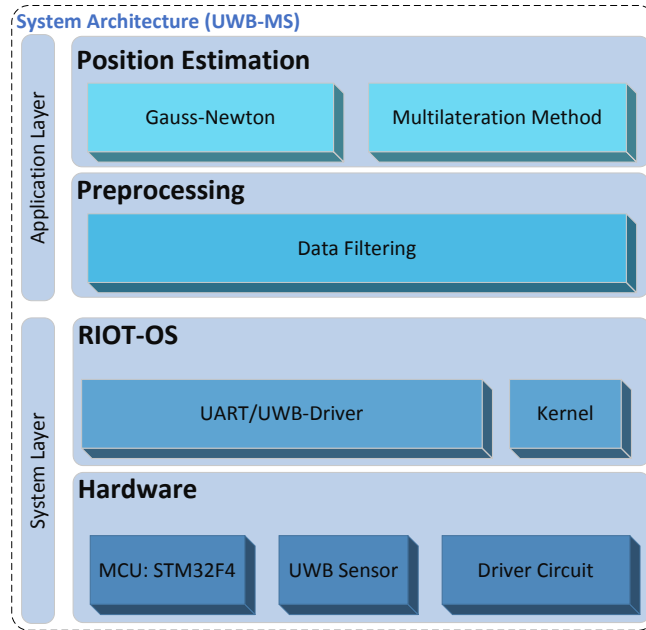 System Architecture (UWB-MS)
Application Layer
Position Estimation
Gauss-Newton
Multilateration Method
Preprocessing
Data Filtering
System Layer
RIOT-OS
UART/UWB-Driver
Kernel
Hardware
MCU: STM32F4
UWB Sensor
Driver Circuit